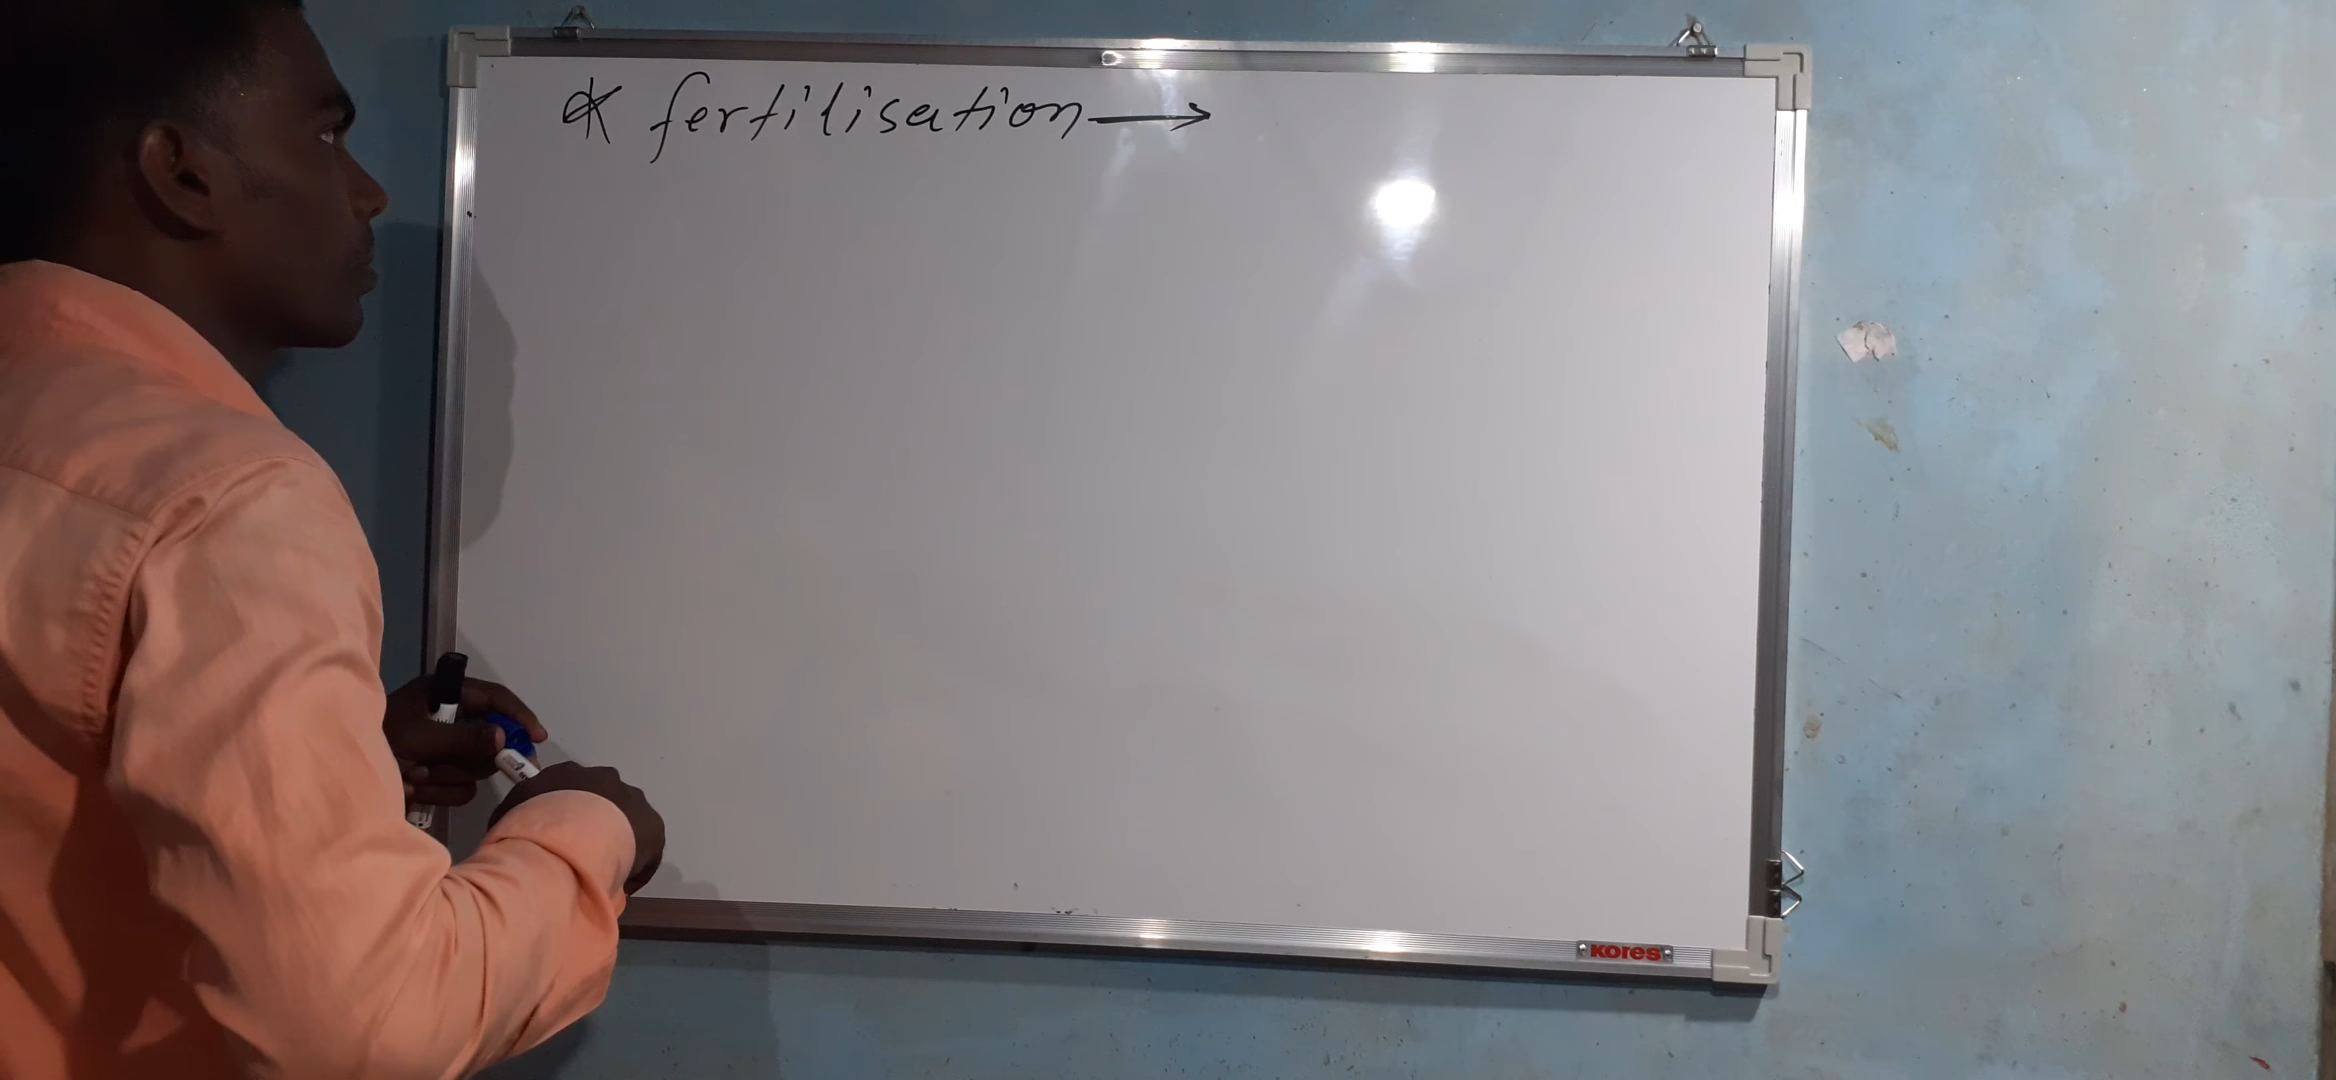 * fertilisation →
KORES